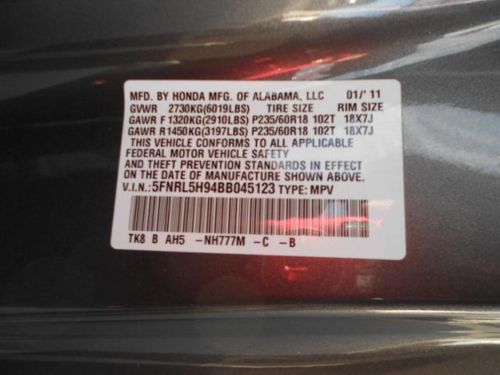 MFD. BY HONDA MFG. OF ALABAMA, LLC 01/'11
GVWR 2730KG(6019LBS) TIRE SIZE RIM SIZE
GAWR F 1320KG(2910LBS) P235/60R18 102T 18X7J
GAWR R1450KG(3197LBS) P235/60R18 102T 18X7J
THIS VEHICLE CONFORMS TO ALL APPLICABLE
FEDERAL MOTOR VEHICLE SAFETY
AND THEFT PREVENTION STANDARDS IN EFFECT
ON THE DATE OF MANUFACTURE SHOWN ABOVE.
V.I.N.: 5FNRL5H94BB045123 TYPE: MPV
TK8 B AH5 -NH777M -C -B